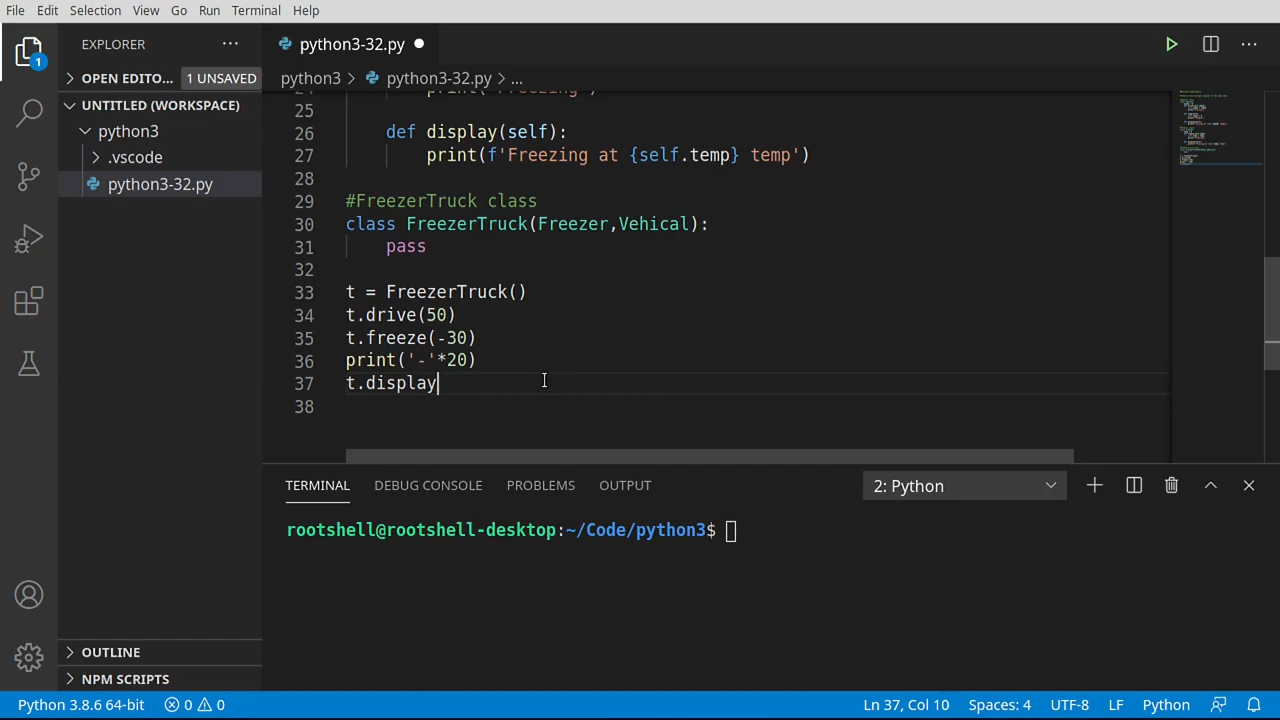 File Edit Selection View Go Run Terminal Help
EXPLORER
python3-32.py
OPEN EDITO... 1 UNSAVED
python3 > python3-32.py > ...
UNTITLED (WORKSPACE)
python3
.vscode
python3-32.py
24 print('Freezing')
25
26 def display(self):
27 print(f'Freezing at {self.temp} temp')
28
29 #FreezerTruck class
30 class FreezerTruck(Freezer,Vehical):
31 pass
32
33 t = FreezerTruck()
34 t.drive(50)
35 t.freeze(-30)
36 print('-'*20)
37 t.display
38
TERMINAL DEBUG CONSOLE PROBLEMS OUTPUT 2: Python
rootshell@rootshell-desktop:~/Code/python3$
OUTLINE
NPM SCRIPTS
Python 3.8.6 64-bit 0 0 Ln 37, Col 10 Spaces: 4 UTF-8 LF Python